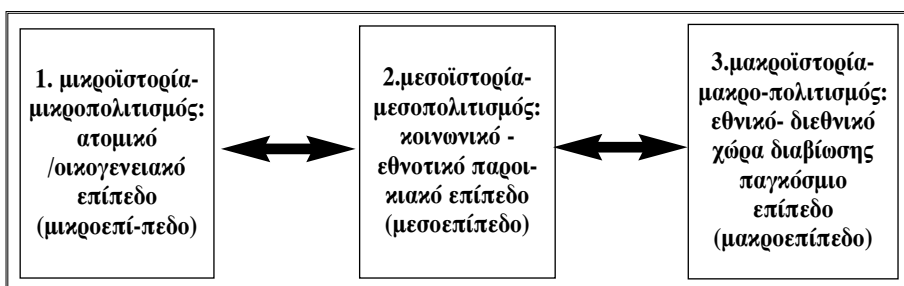 1. μικροϊστορία-
μικροπολιτισμός:
ατομικό
/οικογενειακό
επίπεδο
(μικροεπί-πεδο)
2.μεσοϊστορία-
μεσοπολιτισμός:
κοινωνικό -
εθνοτικό παροι-
κιακό επίπεδο
(μεσοεπίπεδο)
3.μακροϊστορία-
μακρο-πολιτισμός:
εθνικό- διεθνικό
χώρα διαβίωσης
παγκόσμιο
επίπεδο
(μακροεπίπεδο)